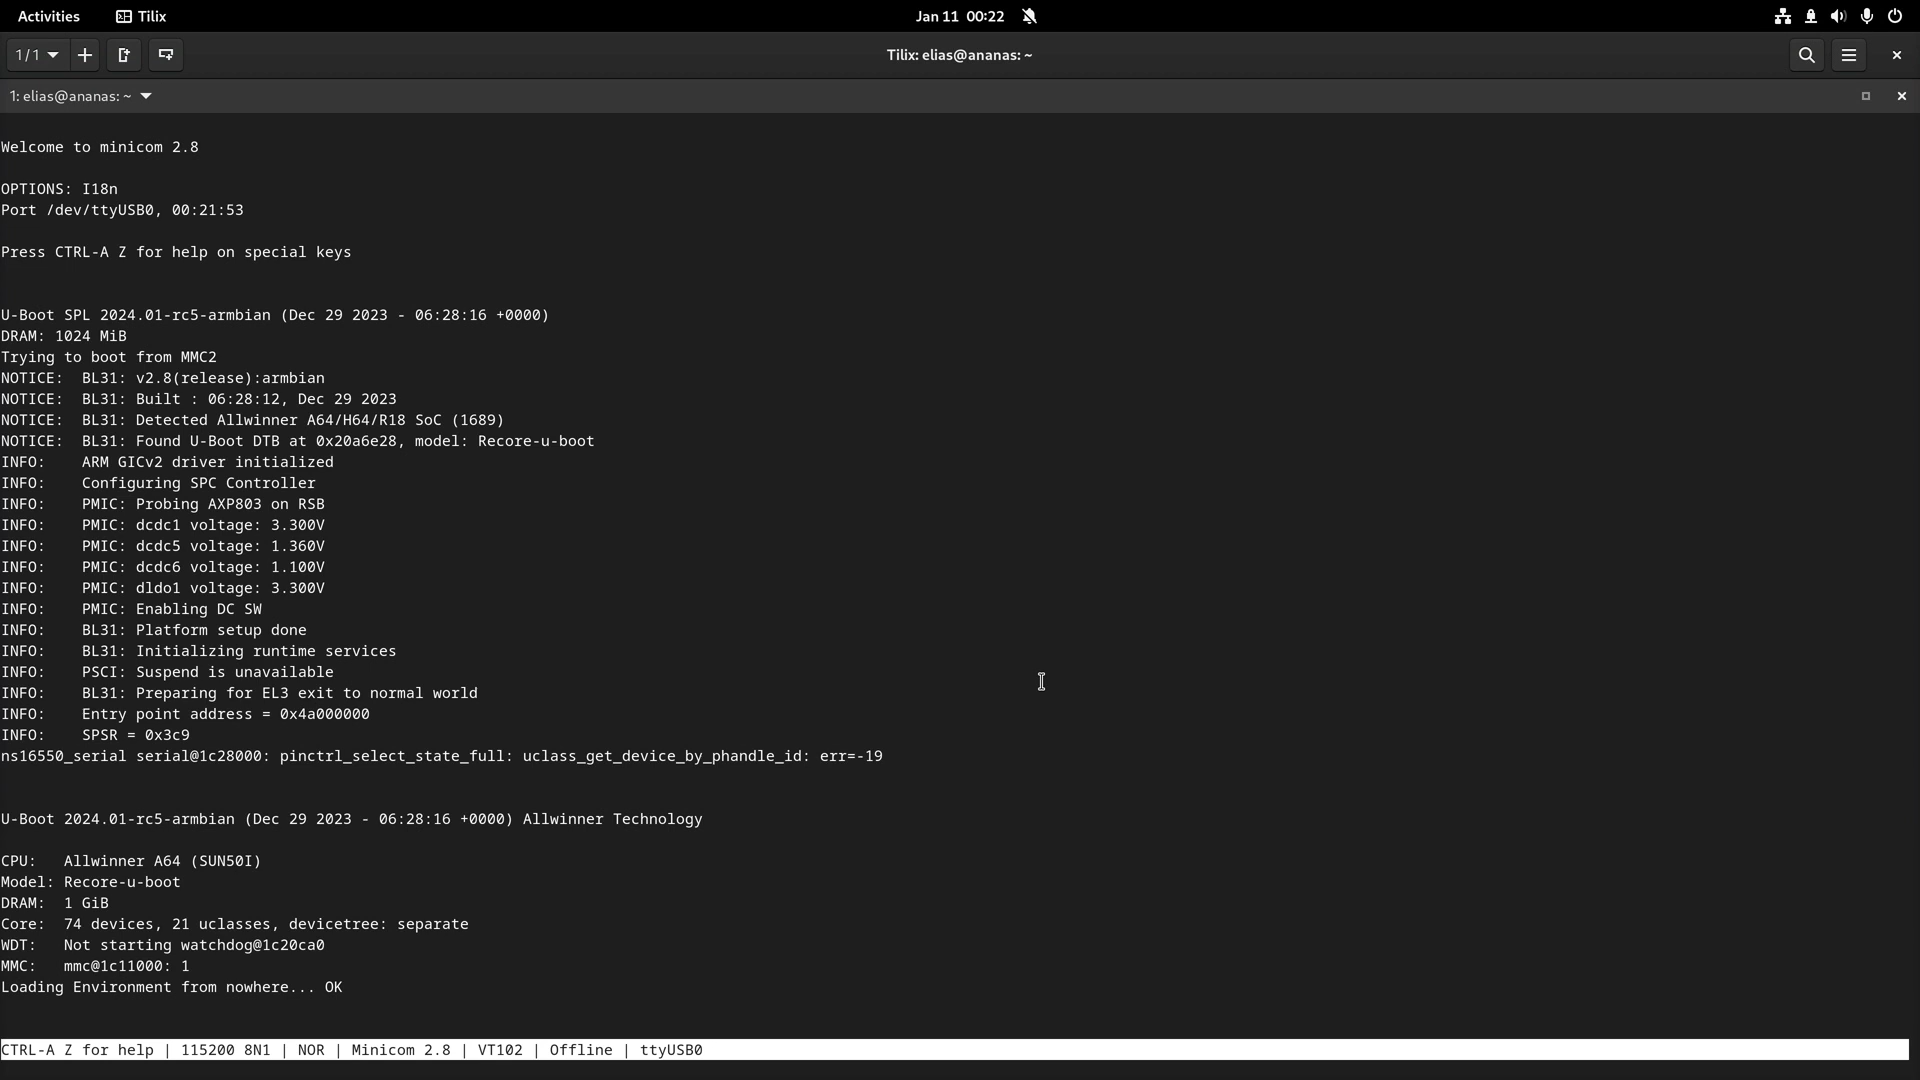 Activities Tilix Jan 11 00:22
1/1 Tilix: elias@ananas: ~
1: elias@ananas: ~
Welcome to minicom 2.8
OPTIONS: I18n
Port /dev/ttyUSB0, 00:21:53
Press CTRL-A Z for help on special keys
U-Boot SPL 2024.01-rc5-armbian (Dec 29 2023 - 06:28:16 +0000)
DRAM: 1024 MiB
Trying to boot from MMC2
NOTICE:  BL31: v2.8(release):armbian
NOTICE:  BL31: Built : 06:28:12, Dec 29 2023
NOTICE:  BL31: Detected Allwinner A64/H64/R18 SoC (1689)
NOTICE:  BL31: Found U-Boot DTB at 0x20a6e28, model: Recore-u-boot
INFO:    ARM GICv2 driver initialized
INFO:    Configuring SPC Controller
INFO:    PMIC: Probing AXP803 on RSB
INFO:    PMIC: dcdc1 voltage: 3.300V
INFO:    PMIC: dcdc5 voltage: 1.360V
INFO:    PMIC: dcdc6 voltage: 1.100V
INFO:    PMIC: dldo1 voltage: 3.300V
INFO:    PMIC: Enabling DC SW
INFO:    BL31: Platform setup done
INFO:    BL31: Initializing runtime services
INFO:    PSCI: Suspend is unavailable
INFO:    BL31: Preparing for EL3 exit to normal world
INFO:    Entry point address = 0x4a000000
INFO:    SPSR = 0x3c9
ns16550_serial serial@1c28000: pinctrl_select_state_full: uclass_get_device_by_phandle_id: err=-19
U-Boot 2024.01-rc5-armbian (Dec 29 2023 - 06:28:16 +0000) Allwinner Technology
CPU:   Allwinner A64 (SUN50I)
Model: Recore-u-boot
DRAM:  1 GiB
Core:  74 devices, 21 uclasses, devicetree: separate
WDT:   Not starting watchdog@1c20ca0
MMC:   mmc@1c11000: 1
Loading Environment from nowhere... OK
CTRL-A Z for help | 115200 8N1 | NOR | Minicom 2.8 | VT102 | Offline | ttyUSB0